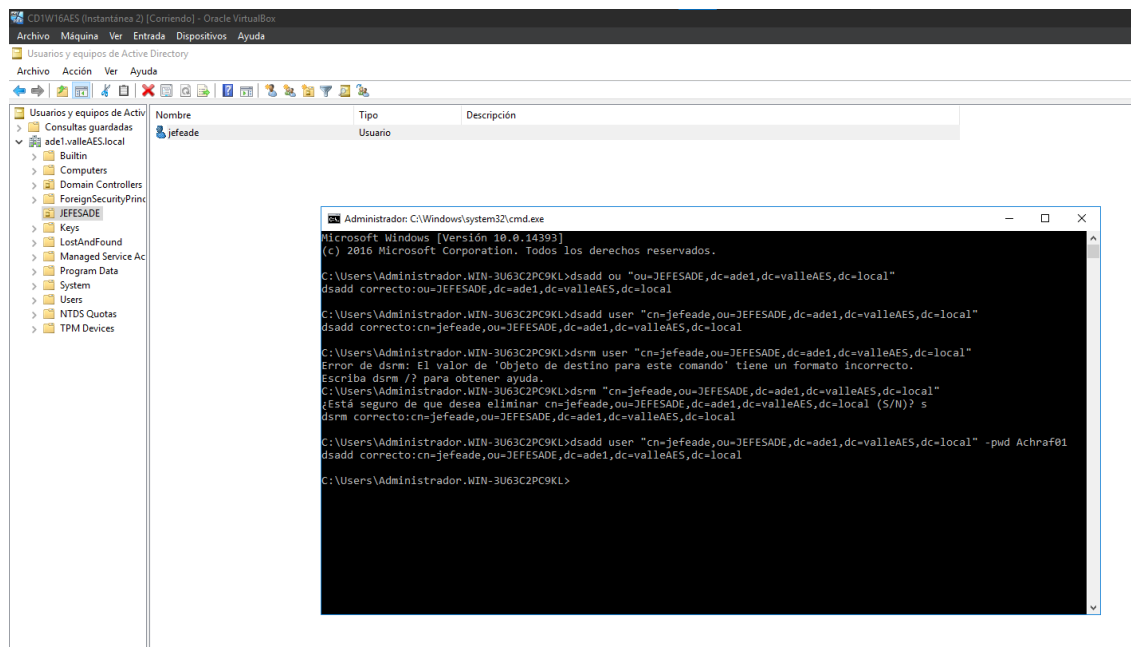 CD1W16AES (Instantánea 2) [Corriendo] - Oracle VirtualBox
Archivo Máquina Ver Entrada Dispositivos Ayuda
Usuarios y equipos de Active Directory
Archivo Acción Ver Ayuda
Usuarios y equipos de Activ
Consultas guardadas
ade1.valleAES.local
Builtin
Computers
Domain Controllers
ForeignSecurityPrinc
JEFESADE
Keys
LostAndFound
Managed Service Ac
Program Data
System
Users
NTDS Quotas
TPM Devices
Nombre Tipo Descripción
jefeade Usuario
Administrador: C:\Windows\system32\cmd.exe
Microsoft Windows [Versión 10.0.14393]
(c) 2016 Microsoft Corporation. Todos los derechos reservados.
C:\Users\Administrador.WIN-3U63C2PC9KL>dsadd ou "ou=JEFESADE,dc=ade1,dc=valleAES,dc=local"
dsadd correcto:ou=JEFESADE,dc=ade1,dc=valleAES,dc=local
C:\Users\Administrador.WIN-3U63C2PC9KL>dsadd user "cn=jefeade,ou=JEFESADE,dc=ade1,dc=valleAES,dc=local"
dsadd correcto:cn=jefeade,ou=JEFESADE,dc=ade1,dc=valleAES,dc=local
C:\Users\Administrador.WIN-3U63C2PC9KL>dsrm user "cn=jefeade,ou=JEFESADE,dc=ade1,dc=valleAES,dc=local"
Error de dsrm: El valor de 'Objeto de destino para este comando' tiene un formato incorrecto.
Escriba dsrm /? para obtener ayuda.
C:\Users\Administrador.WIN-3U63C2PC9KL>dsrm "cn=jefeade,ou=JEFESADE,dc=ade1,dc=valleAES,dc=local"
¿Está seguro de que desea eliminar cn=jefeade,ou=JEFESADE,dc=ade1,dc=valleAES,dc=local (S/N)? s
dsrm correcto:cn=jefeade,ou=JEFESADE,dc=ade1,dc=valleAES,dc=local
C:\Users\Administrador.WIN-3U63C2PC9KL>dsadd user "cn=jefeade,ou=JEFESADE,dc=ade1,dc=valleAES,dc=local" -pwd Achraf01
dsadd correcto:cn=jefeade,ou=JEFESADE,dc=ade1,dc=valleAES,dc=local
C:\Users\Administrador.WIN-3U63C2PC9KL>